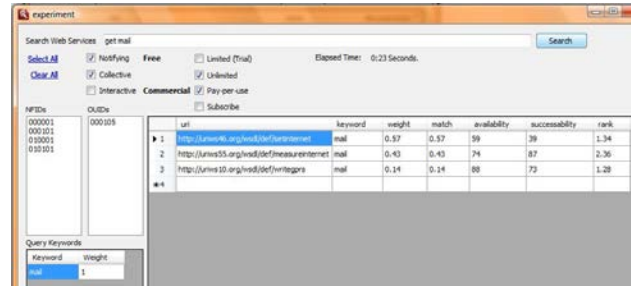 experiment
Search Web Services get mail Search
Select All Notifying Free Limited (Trial) Elapsed Time: 0:23 Seconds.
Clear All Collective Unlimited
Interactive Commercial Pay-per-use
Subscribe
NFIDs OUIDs
000001 000105
000101
010001
010101
uri keyword weight match availability successability rank
1 http://uriws46.org/wsdl/def/setinternet mail 0.57 0.57 59 39 1.34
2 http://uriws55.org/wsdl/def/measureinternet mail 0.43 0.43 74 87 2.36
3 http://uriws10.org/wsdl/def/writegprs mail 0.14 0.14 88 73 1.28
*4
Query Keywords
Keyword Weight
mail 1